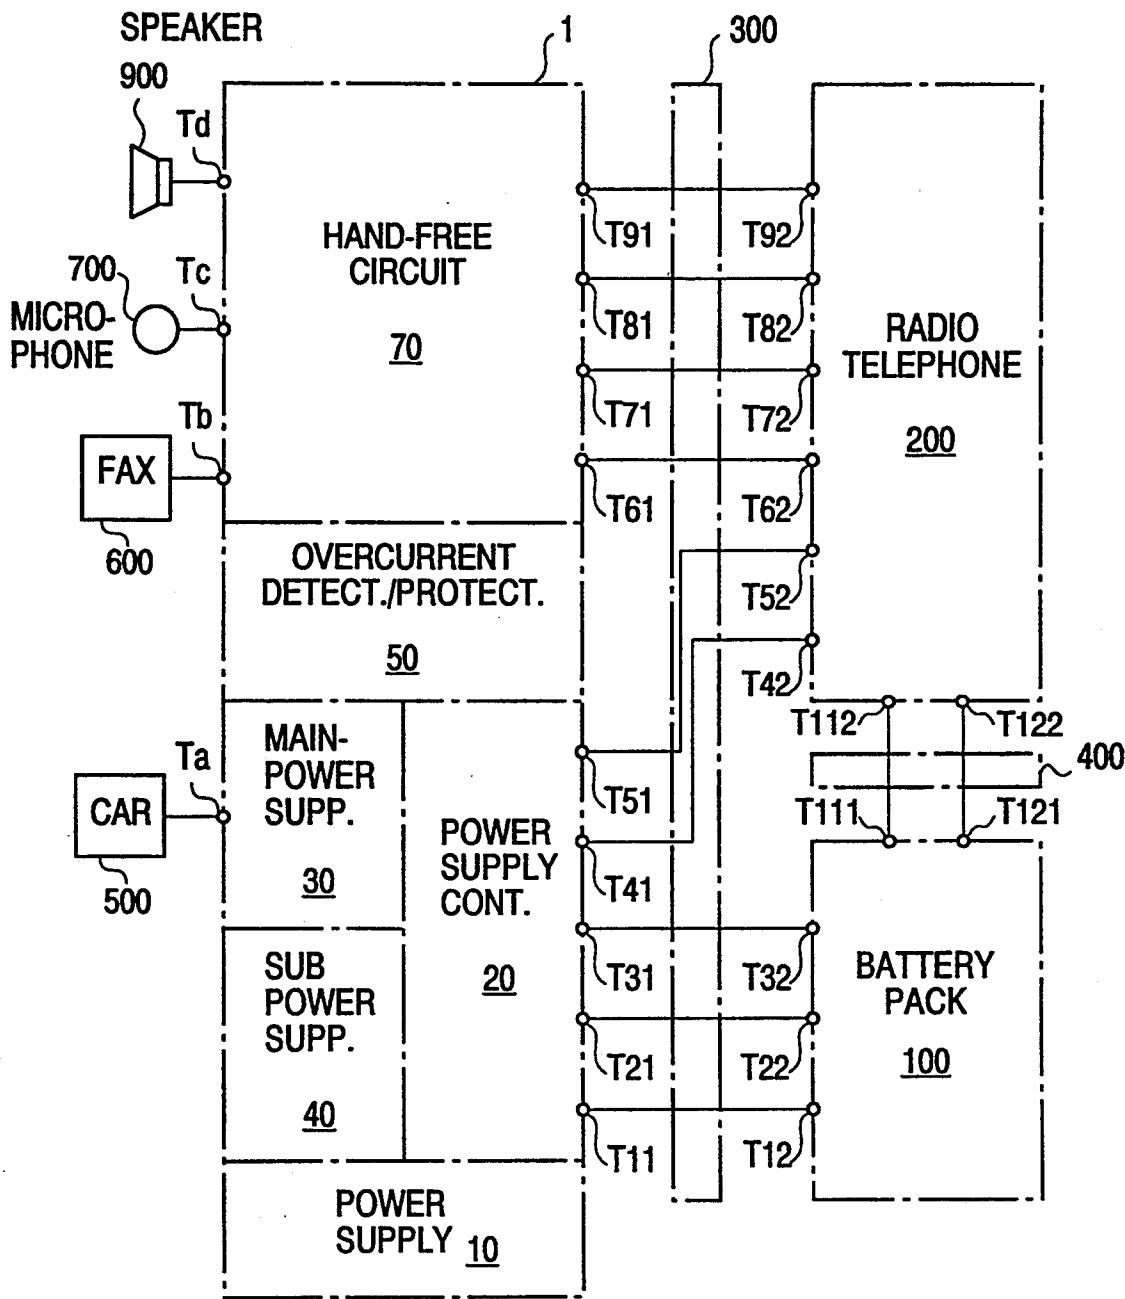 SPEAKER
900
1
300
Td
HAND-FREE
CIRCUIT
70
T91
T92
700
Tc
MICRO-
PHONE
T81
T82
RADIO
TELEPHONE
200
T71
T72
Tb
FAX
600
T61
T62
OVERCURRENT
DETECT./PROTECT.
50
T52
T42
T112
T122
400
Ta
CAR
500
MAIN-
POWER
SUPP.
30
T51
T111
T121
POWER
SUPPLY
CONT.
20
T41
T31
T32
BATTERY
PACK
100
SUB
POWER
SUPP.
40
T21
T22
T11
T12
POWER
SUPPLY 10